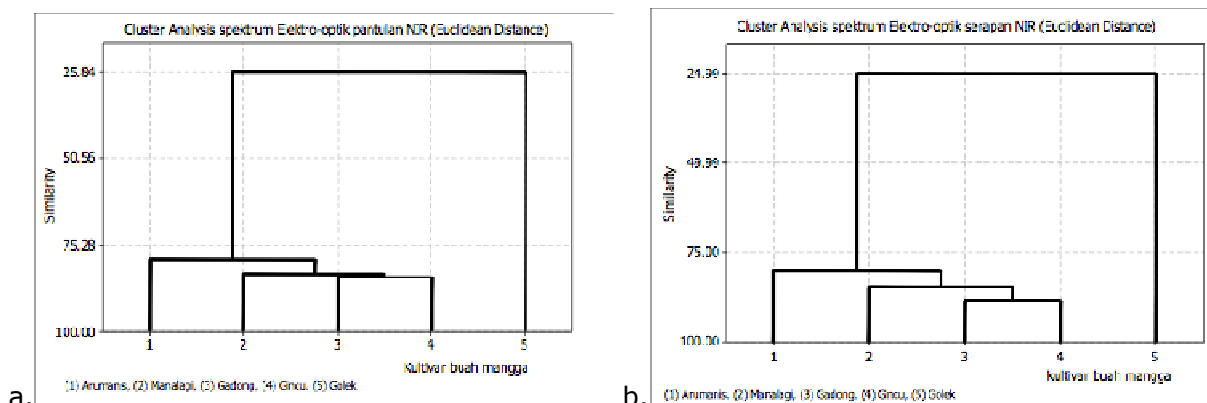 Cluster Analysis spektrum Elektro-optik pantulan NIR (Euclidean Distance)
25.84
50.56
75.28
100.00
Similarity
1 2 3 4 5
Kultivar buah mangga
(1) Arumanis, (2) Manalagi, (3) Gadong, (4) Gincu, (5) Golek
a.
Cluster Analysis spektrum Elektro-optik serapan NIR (Euclidean Distance)
24.99
49.99
75.00
100.00
Similarity
1 2 3 4 5
Kultivar buah mangga
(1) Arumanis, (2) Manalagi, (3) Gadong, (4) Gincu, (5) Golek
b.